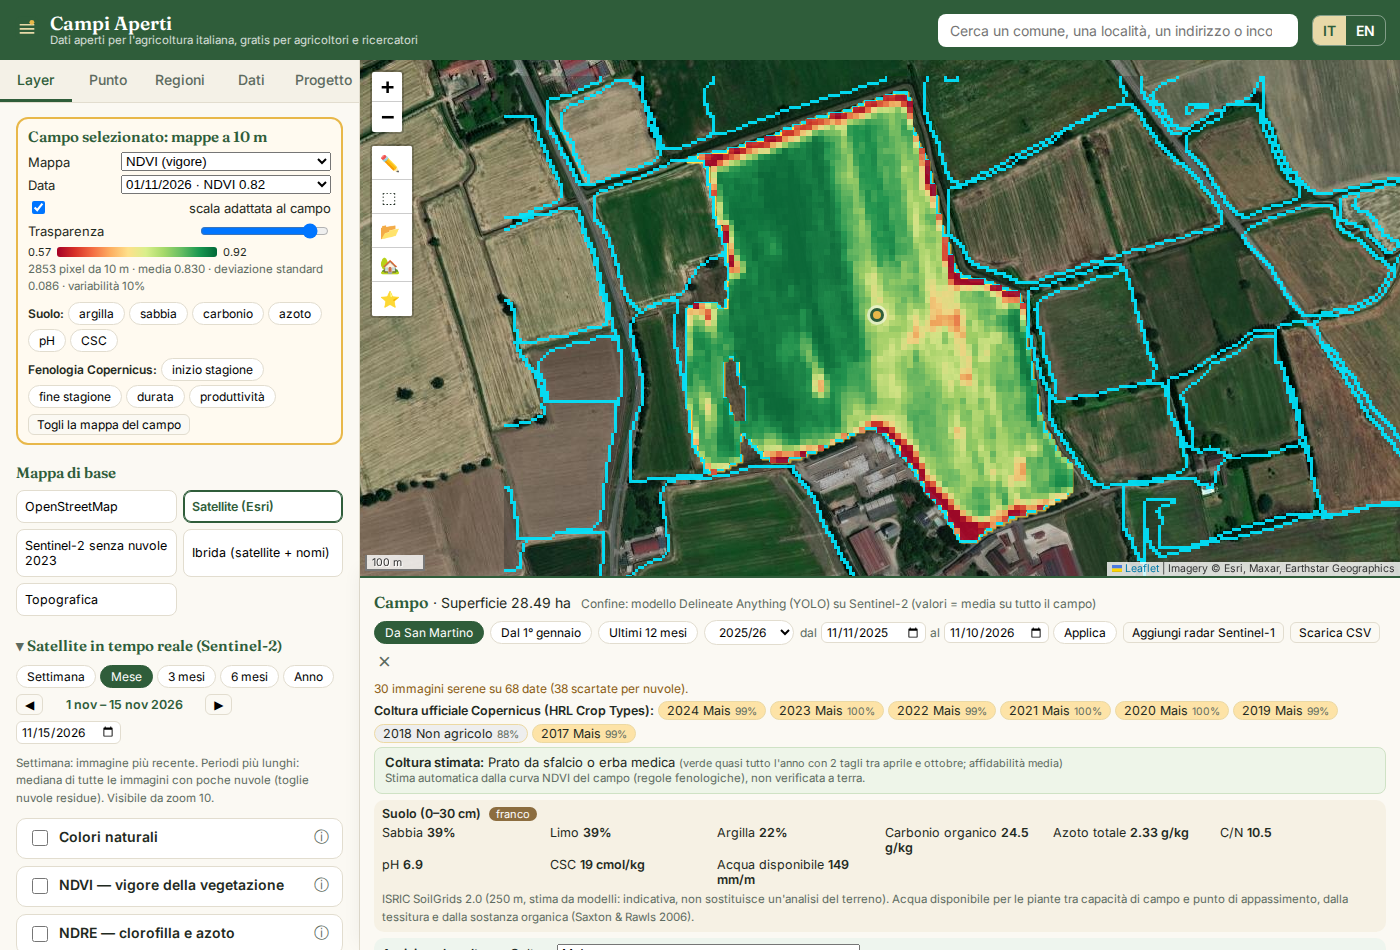 Campi Aperti
Dati aperti per l'agricoltura italiana, gratis per agricoltori e ricercatori
Cerca un comune, una località, un indirizzo o inco
IT EN
Layer Punto Regioni Dati Progetto
Campo selezionato: mappe a 10 m
Mappa NDVI (vigore)
Data 01/11/2026 · NDVI 0.82
scala adattata al campo
Trasparenza
0.57 0.92
2853 pixel da 10 m · media 0.830 · deviazione standard
0.086 · variabilità 10%
Suolo: argilla sabbia carbonio azoto
pH CSC
Fenologia Copernicus: inizio stagione
fine stagione durata produttività
Togli la mappa del campo
Mappa di base
OpenStreetMap Satellite (Esri)
Sentinel-2 senza nuvole
2023
Ibrida (satellite + nomi)
Topografica
▾ Satellite in tempo reale (Sentinel-2)
Settimana Mese 3 mesi 6 mesi Anno
◀ 1 nov – 15 nov 2026 ▶
11/15/2026
Settimana: immagine più recente. Periodi più lunghi:
mediana di tutte le immagini con poche nuvole (toglie
nuvole residue). Visibile da zoom 10.
Colori naturali ⓘ
NDVI — vigore della vegetazione ⓘ
NDRE — clorofilla e azoto ⓘ
+
−
100 m
Leaflet | Imagery © Esri, Maxar, Earthstar Geographics
Campo · Superficie 28.49 ha Confine: modello Delineate Anything (YOLO) su Sentinel-2 (valori = media su tutto il campo)
Da San Martino Dal 1° gennaio Ultimi 12 mesi 2025/26 dal 11/11/2025 al 11/10/2026 Applica Aggiungi radar Sentinel-1 Scarica CSV
✕
30 immagini serene su 68 date (38 scartate per nuvole).
Coltura ufficiale Copernicus (HRL Crop Types): 2024 Mais 99% 2023 Mais 100% 2022 Mais 99% 2021 Mais 100% 2020 Mais 100% 2019 Mais 99%
2018 Non agricolo 88% 2017 Mais 99%
Coltura stimata: Prato da sfalcio o erba medica (verde quasi tutto l'anno con 2 tagli tra aprile e ottobre; affidabilità media)
Stima automatica dalla curva NDVI del campo (regole fenologiche), non verificata a terra.
Suolo (0–30 cm) franco
Sabbia 39% Limo 39% Argilla 22% Carbonio organico 24.5 g/kg Azoto totale 2.33 g/kg C/N 10.5
pH 6.9 CSC 19 cmol/kg Acqua disponibile 149 mm/m
ISRIC SoilGrids 2.0 (250 m, stima da modello: indicativa, non sostituisce un'analisi del terreno). Acqua disponibile per le piante tra capacità di campo e punto di appassimento, dalla
tessitura e dalla sostanza organica (Saxton & Rawls 2006).